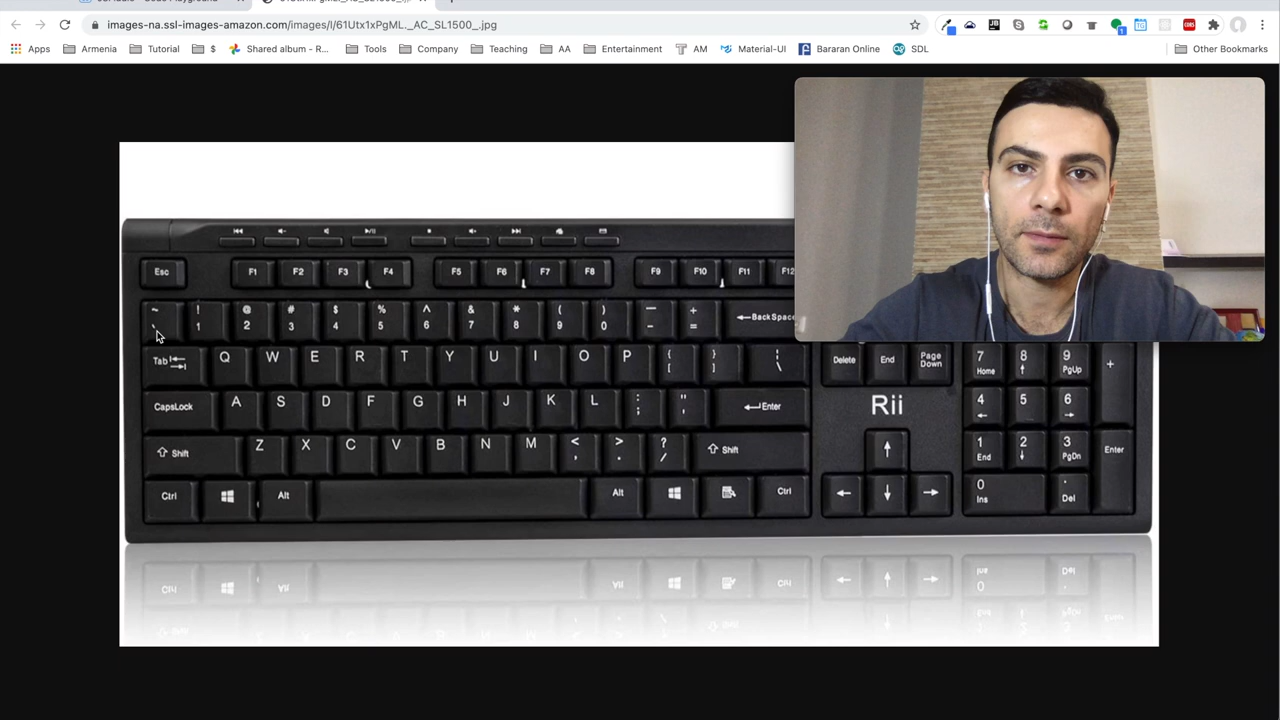 images-na.ssl-images-amazon.com/images/I/61Utx1xPgML._AC_SL1500_.jpg
Apps Armenia Tutorial $ Shared album - R... Tools Company Teaching AA Entertainment AM Material-UI Bararan Online SDL Other Bookmarks
Esc F1 F2 F3 F4 F5 F6 F7 F8 F9 F10 F11 F12
~ ! @ # $ % ^ & * ( ) — +
1 2 3 4 5 6 7 8 9 0 - = BackSpace
Tab Q W E R T Y U I O P { [ } ] | \ Delete End Page Down 7 Home 8 9 PgUp +
CapsLock A S D F G H J K L : ; " ' Enter Rii 4 5 6
Shift Z X C V B N M < , > . ? / Shift 1 End 2 3 PgDn Enter
Ctrl Alt Alt Ctrl 0 Ins . Del